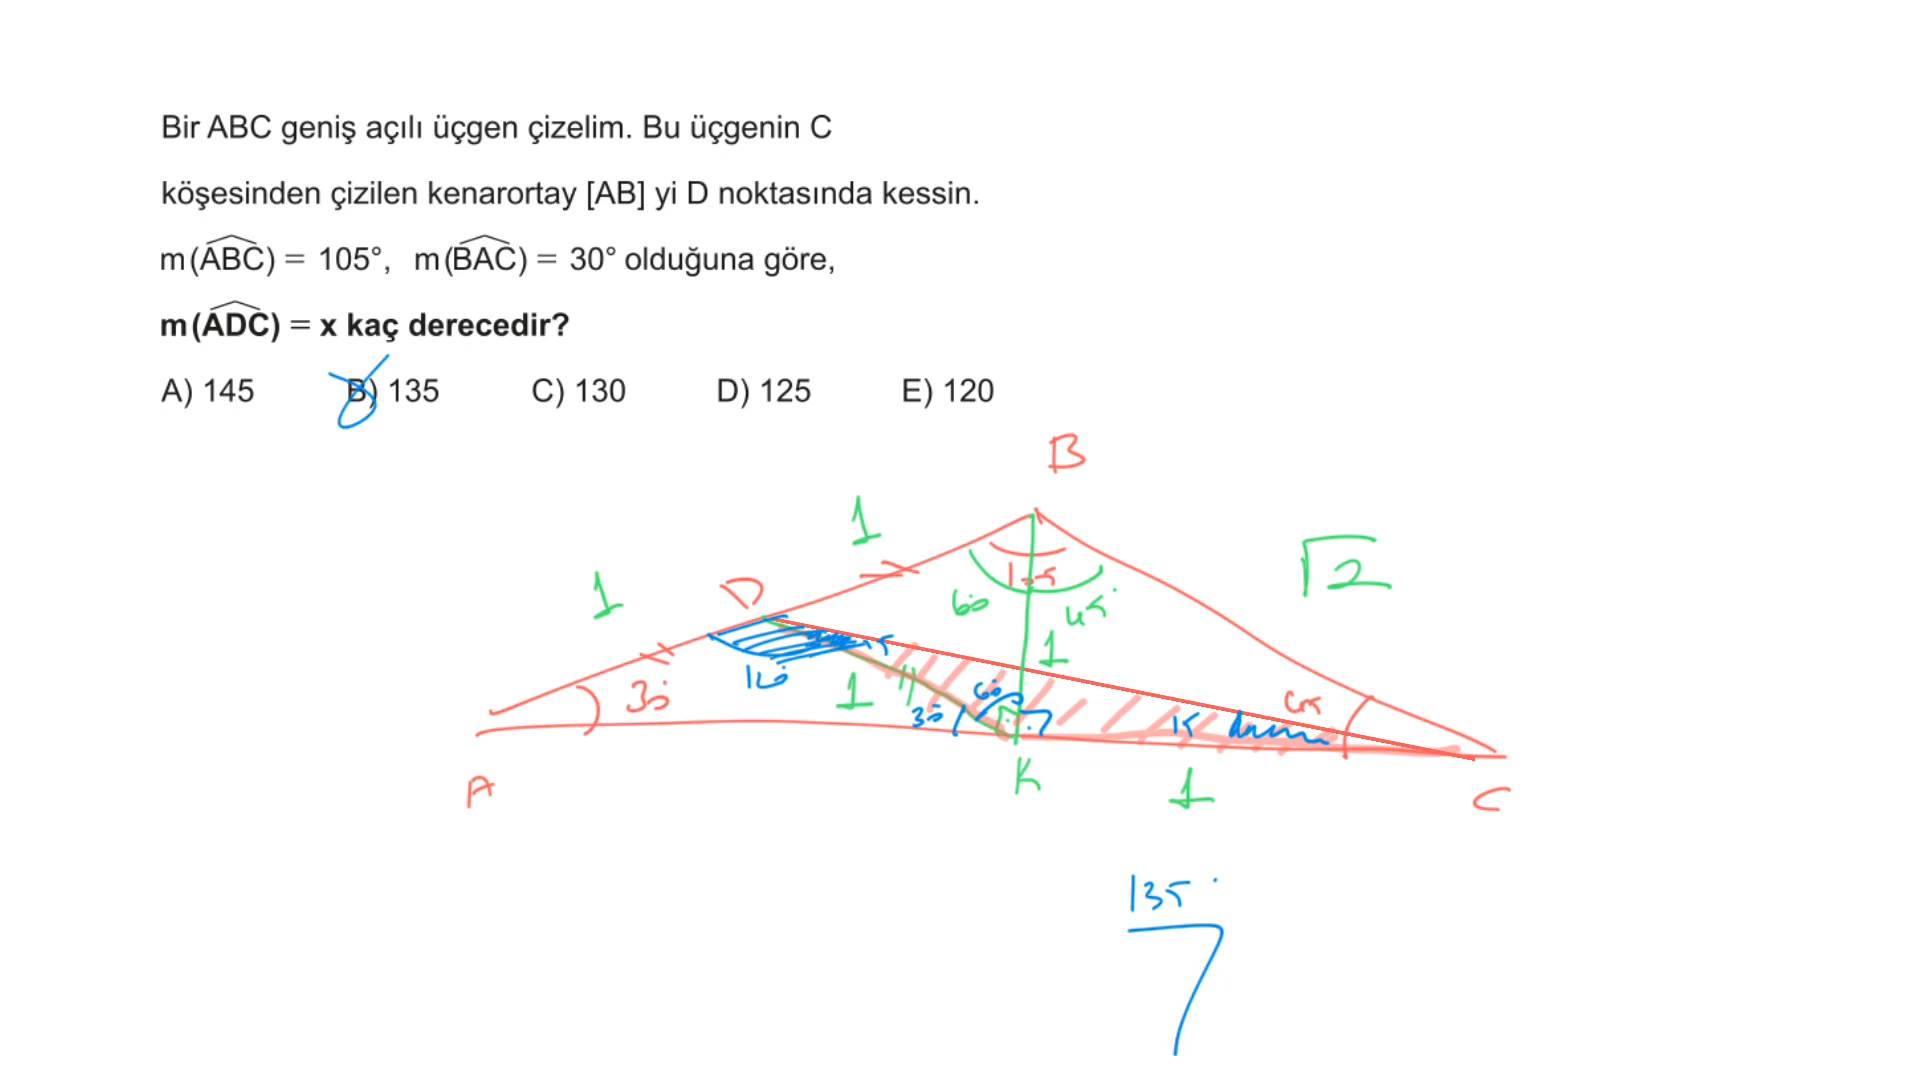 Bir ABC geniş açılı üçgen çizelim. Bu üçgenin C
köşesinden çizilen kenarortay [AB] yi D noktasında kessin.
m(ABC) = 105°, m(BAC) = 30° olduğuna göre,
m(ADC) = x kaç derecedir?
A) 145 B) 135 C) 130 D) 125 E) 120
B
1
√2
1
D
105
60
45°
1
15
120
1
30
60
30
45
15
K
1
A
C
135°